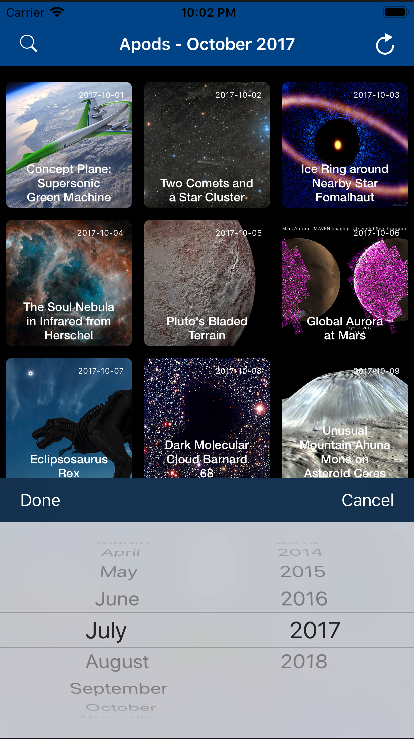 Carrier 10:02 PM
Apods - October 2017
2017-10-01
Concept Plane:
Supersonic
Green Machine
2017-10-02
Two Comets and
a Star Cluster
2017-10-03
Ice Ring around
Nearby Star
Fomalhaut
2017-10-04
The Soul Nebula
in Infrared from
Herschel
2017-10-05
Pluto's Bladed
Terrain
2017-10-06
Global Aurora
at Mars
2017-10-07
Eclipsosaurus
Rex
2017-10-08
Dark Molecular
Cloud Barnard
68
2017-10-09
Unusual
Mountain Ahuna
Mons on
Asteroid Ceres
Done Cancel
March 2013
April 2014
May 2015
June 2016
July 2017
August 2018
September
October